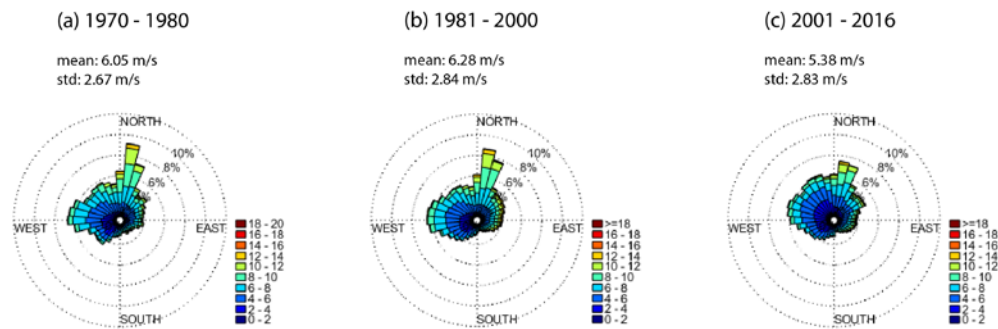 (a) 1970 - 1980
mean: 6.05 m/s
std: 2.67 m/s
NORTH
10%
8%
6%
WEST
EAST
SOUTH
18 - 20
16 - 18
14 - 16
12 - 14
10 - 12
8 - 10
6 - 8
4 - 6
2 - 4
0 - 2
(b) 1981 - 2000
mean: 6.28 m/s
std: 2.84 m/s
NORTH
10%
8%
6%
WEST
EAST
SOUTH
>=18
16 - 18
14 - 16
12 - 14
10 - 12
8 - 10
6 - 8
4 - 6
2 - 4
0 - 2
(c) 2001 - 2016
mean: 5.38 m/s
std: 2.83 m/s
NORTH
10%
8%
6%
WEST
EAST
SOUTH
>=18
16 - 18
14 - 16
12 - 14
10 - 12
8 - 10
6 - 8
4 - 6
2 - 4
0 - 2